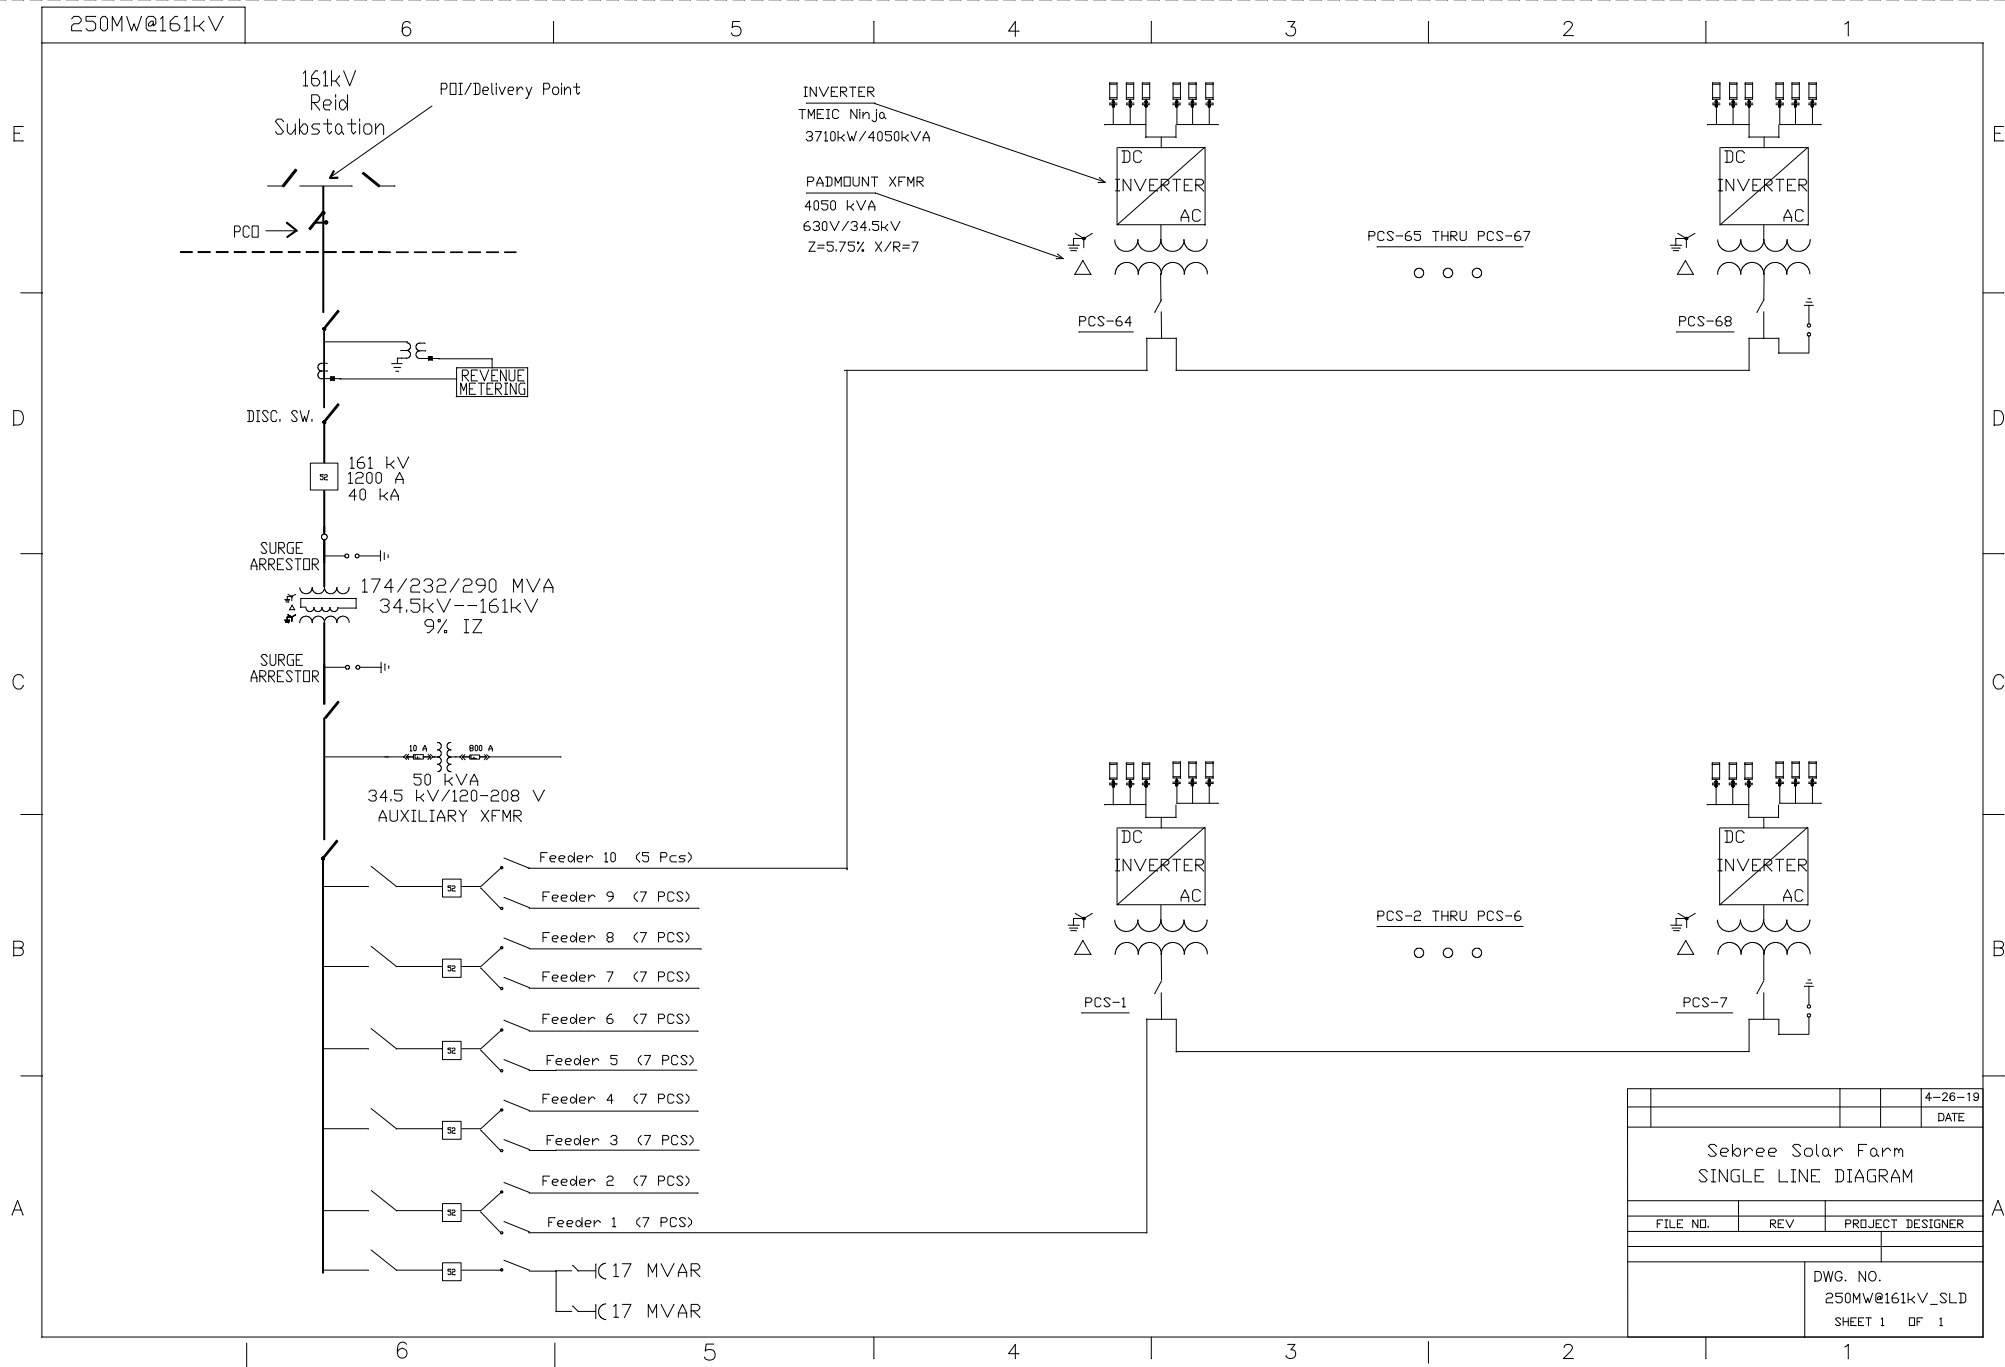 250MW@161kV
6
5
4
3
2
1
E
E
161kV
Reid
Substation
POI/Delivery Point
PCO
INVERTER
TMEIC Ninja
3710kW/4050kVA
PADMOUNT XFMR
4050 kVA
630V/34.5kV
Z=5.75% X/R=7
DC
INVERTER
AC
PCS-64
PCS-65 THRU PCS-67
DC
INVERTER
AC
PCS-68
D
D
REVENUE
METERING
DISC. SW.
52
161 kV
1200 A
40 kA
SURGE
ARRESTOR
174/232/290 MVA
34.5kV--161kV
9% IZ
SURGE
ARRESTOR
C
C
10 A
800 A
50 kVA
34.5 kV/120-208 V
AUXILIARY XFMR
B
B
52
Feeder 10 (5 Pcs)
Feeder 9 (7 PCS)
52
Feeder 8 (7 PCS)
Feeder 7 (7 PCS)
52
Feeder 6 (7 PCS)
Feeder 5 (7 PCS)
52
Feeder 4 (7 PCS)
Feeder 3 (7 PCS)
52
Feeder 2 (7 PCS)
Feeder 1 (7 PCS)
52
17 MVAR
17 MVAR
DC
INVERTER
AC
PCS-1
PCS-2 THRU PCS-6
DC
INVERTER
AC
PCS-7
A
A
4-26-19
DATE
Sebree Solar Farm
SINGLE LINE DIAGRAM
FILE NO.
REV
PROJECT DESIGNER
DWG. NO.
250MW@161kV_SLD
SHEET 1 OF 1
6
5
4
3
2
1